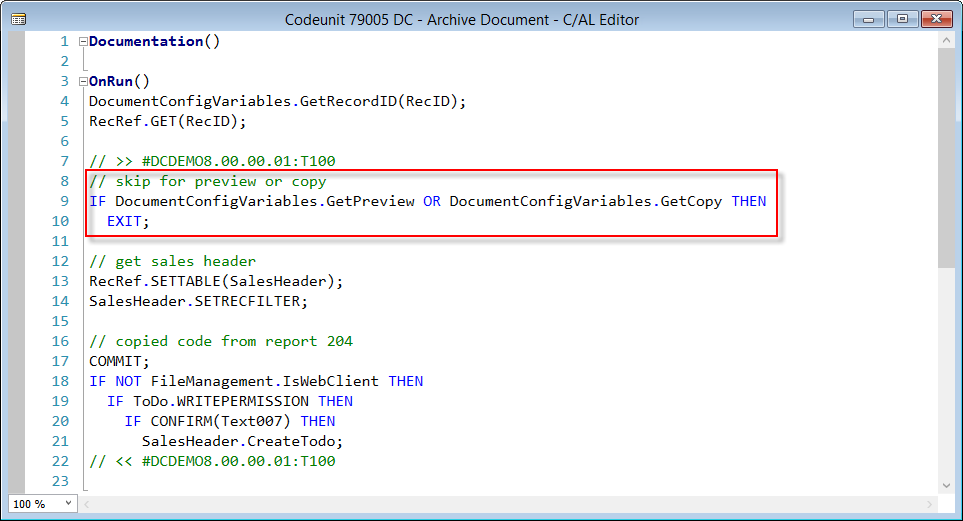 Codeunit 79005 DC - Archive Document - C/AL Editor
1 Documentation()
2
3 OnRun()
4 DocumentConfigVariables.GetRecordID(RecID);
5 RecRef.GET(RecID);
6
7 // >> #DCDEMO8.00.00.01:T100
8 // skip for preview or copy
9 IF DocumentConfigVariables.GetPreview OR DocumentConfigVariables.GetCopy THEN
10 EXIT;
11
12 // get sales header
13 RecRef.SETTABLE(SalesHeader);
14 SalesHeader.SETRECFILTER;
15
16 // copied code from report 204
17 COMMIT;
18 IF NOT FileManagement.IsWebClient THEN
19 IF ToDo.WRITEPERMISSION THEN
20 IF CONFIRM(Text007) THEN
21 SalesHeader.CreateTodo;
22 // << #DCDEMO8.00.00.01:T100
23
100 %